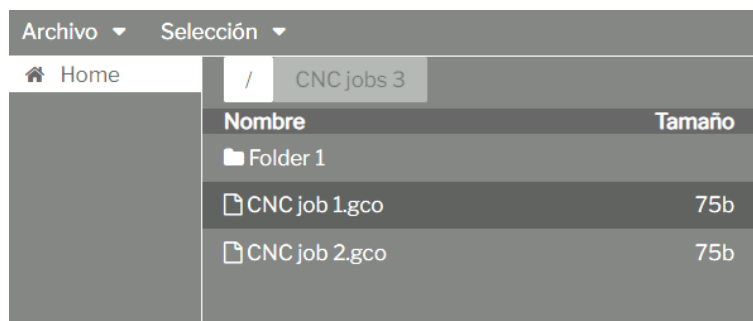 Archivo Selección
Home
/ CNC jobs 3
Nombre Tamaño
Folder 1
CNC job 1.gco 75b
CNC job 2.gco 75b